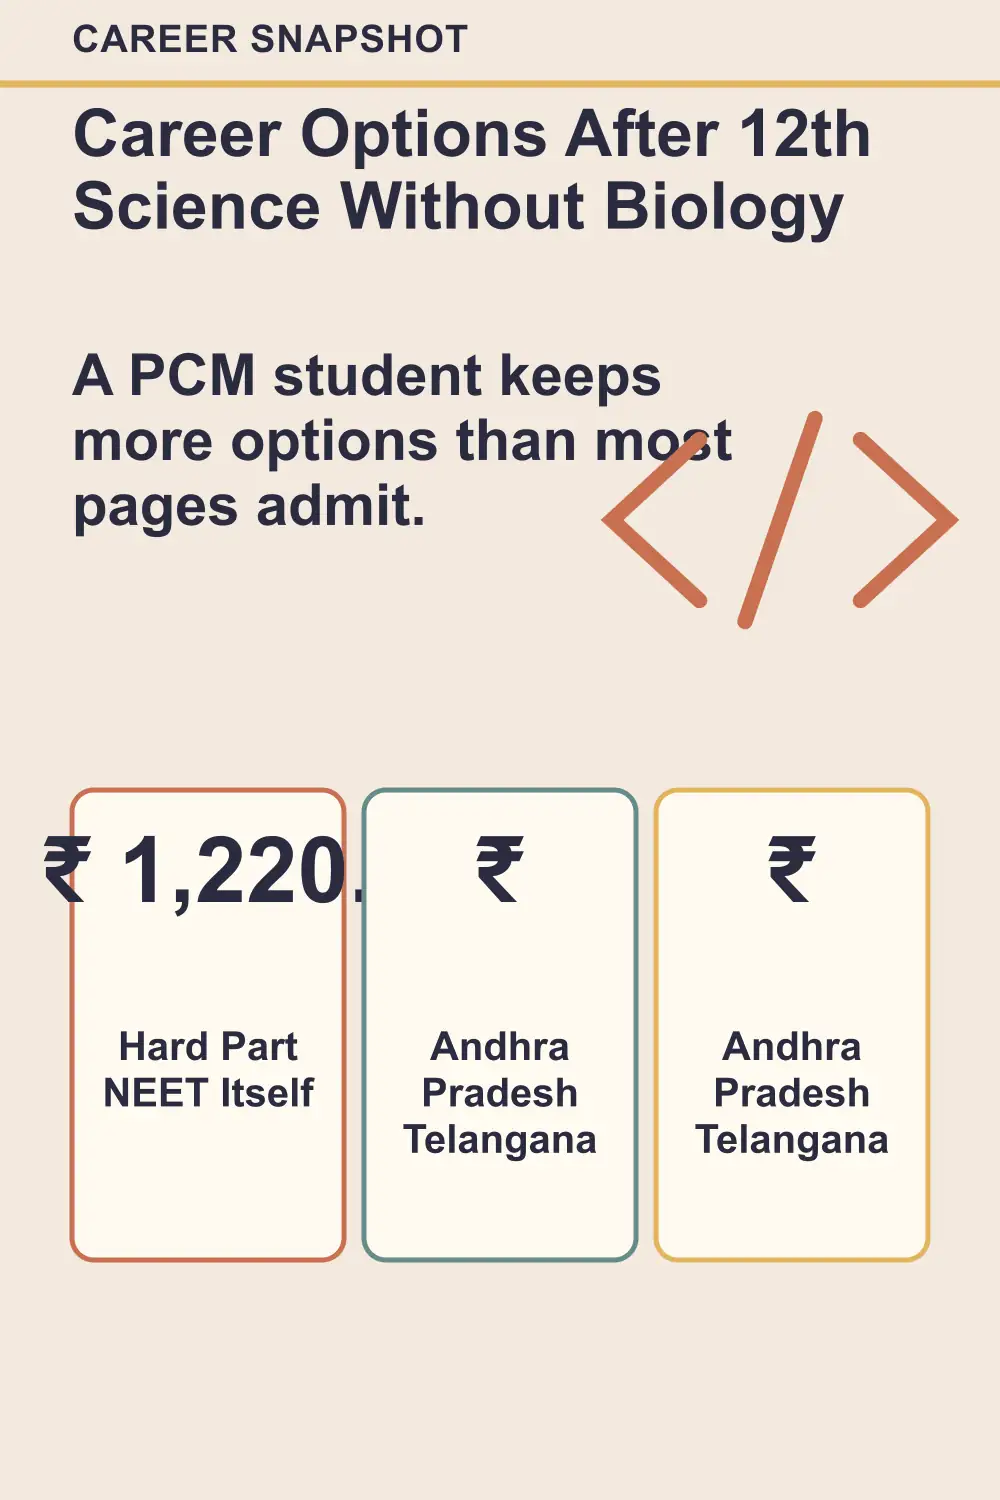 CAREER SNAPSHOT
Career Options After 12th
Science Without Biology
A PCM student keeps
more options than most
pages admit.
</>
₹ 1,220.
₹
₹
Hard Part
NEET Itself
Andhra
Pradesh
Telangana
Andhra
Pradesh
Telangana